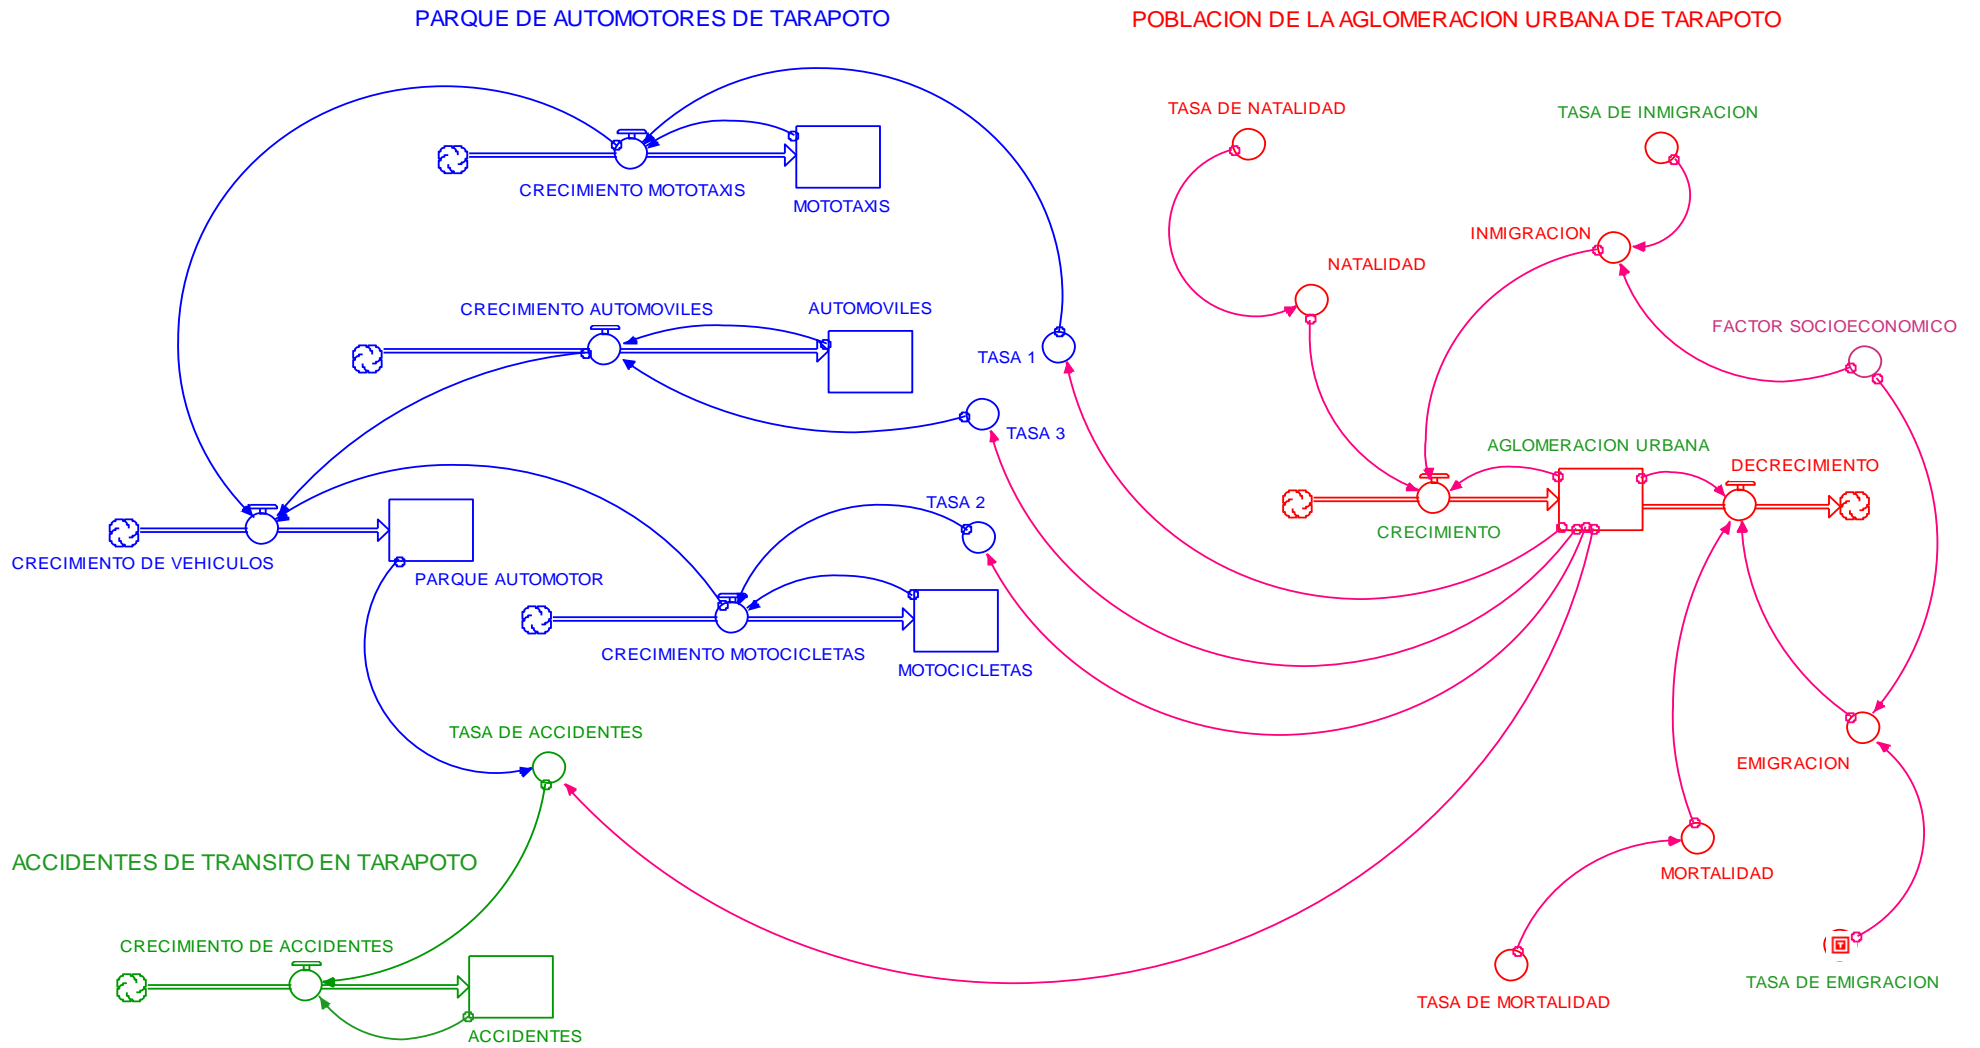 PARQUE DE AUTOMOTORES DE TARAPOTO
POBLACION DE LA AGLOMERACION URBANA DE TARAPOTO
TASA DE NATALIDAD
TASA DE INMIGRACION
CRECIMIENTO MOTOTAXIS
MOTOTAXIS
INMIGRACION
NATALIDAD
CRECIMIENTO AUTOMOVILES
AUTOMOVILES
FACTOR SOCIOECONOMICO
TASA 1
TASA 3
AGLOMERACION URBANA
DECRECIMIENTO
TASA 2
CRECIMIENTO
CRECIMIENTO DE VEHICULOS
PARQUE AUTOMOTOR
CRECIMIENTO MOTOCICLETAS
MOTOCICLETAS
TASA DE ACCIDENTES
EMIGRACION
ACCIDENTES DE TRANSITO EN TARAPOTO
MORTALIDAD
CRECIMIENTO DE ACCIDENTES
T
TASA DE EMIGRACION
TASA DE MORTALIDAD
ACCIDENTES